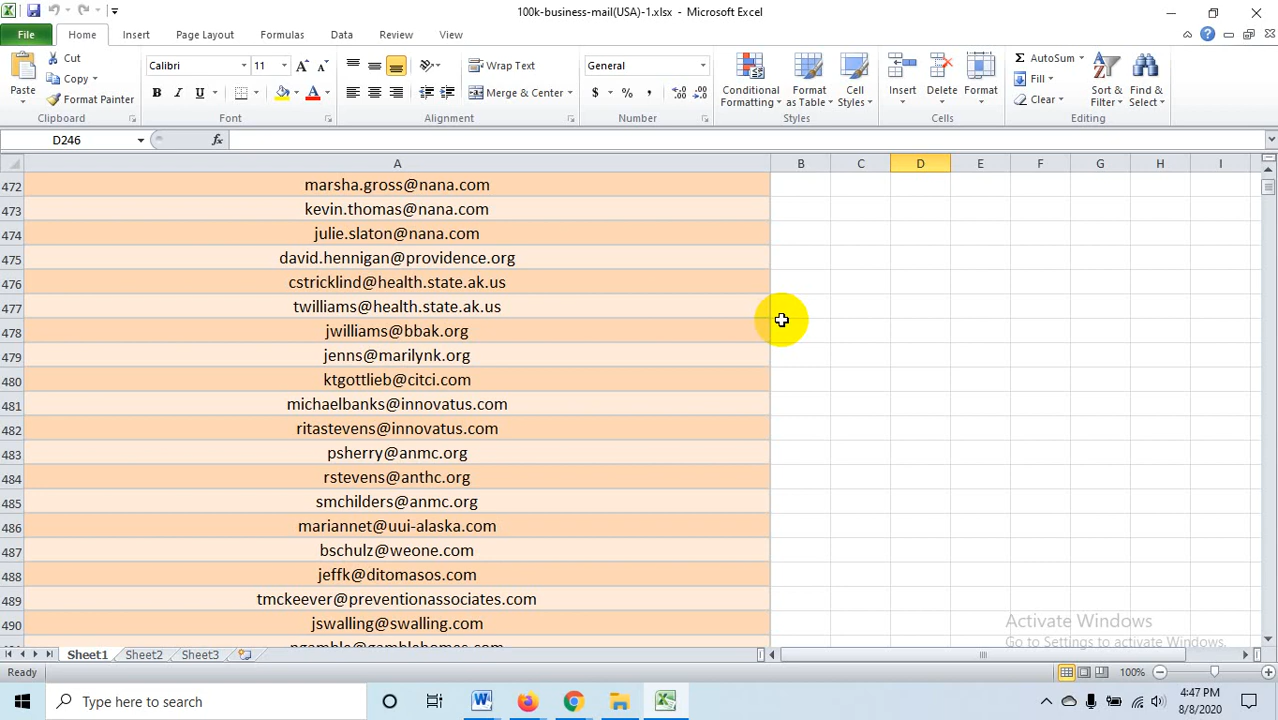 100k-business-mail(USA)-1.xlsx - Microsoft Excel
File Home Insert Page Layout Formulas Data Review View
Paste
Cut
Copy
Format Painter
Clipboard
Calibri 11
B I U
Font
Wrap Text
Merge & Center
Alignment
General
$ % ,
Number
Conditional Formatting
Format as Table
Cell Styles
Styles
Insert
Delete
Format
Cells
AutoSum
Fill
Clear
Sort & Filter
Find & Select
Editing
D246 fx
A B C D E F G H I
472 marsha.gross@nana.com
473 kevin.thomas@nana.com
474 julie.slaton@nana.com
475 david.hennigan@providence.org
476 cstricklind@health.state.ak.us
477 twilliams@health.state.ak.us
478 jwilliams@bbak.org
479 jenns@marilynk.org
480 ktgottlieb@citci.com
481 michaelbanks@innovatus.com
482 ritastevens@innovatus.com
483 psherry@anmc.org
484 rstevens@anthc.org
485 smchilders@anmc.org
486 mariannet@uui-alaska.com
487 bschulz@weone.com
488 jeffk@ditomasos.com
489 tmckeever@preventionassociates.com
490 jswalling@swalling.com
Activate Windows
Go to Settings to activate Windows.
Sheet1 Sheet2 Sheet3
Ready 100%
Type here to search
4:47 PM
8/8/2020